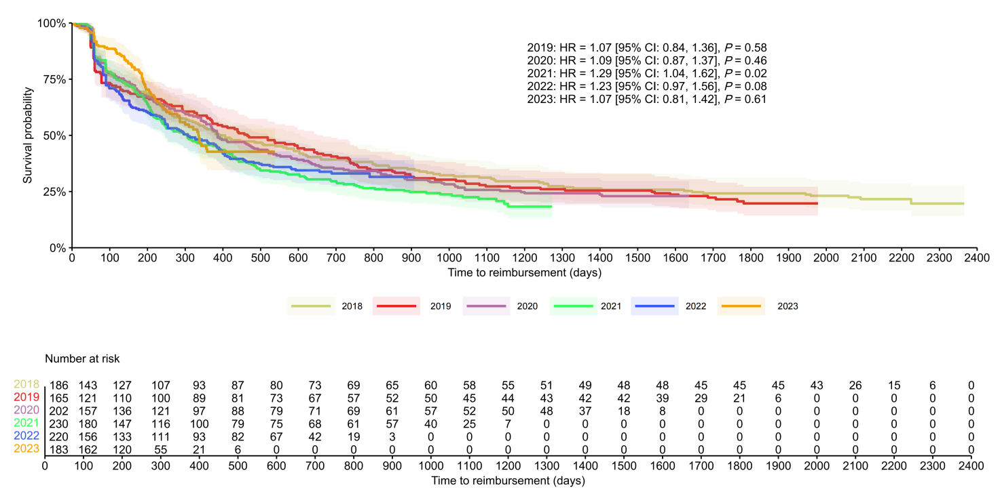 100%
75%
50%
25%
0%
Survival probability
2019: HR = 1.07 [95% CI: 0.84, 1.36], P = 0.58
2020: HR = 1.09 [95% CI: 0.87, 1.37], P = 0.46
2021: HR = 1.29 [95% CI: 1.04, 1.62], P = 0.02
2022: HR = 1.23 [95% CI: 0.97, 1.56], P = 0.08
2023: HR = 1.07 [95% CI: 0.81, 1.42], P = 0.61
0 100 200 300 400 500 600 700 800 900 1000 1100 1200 1300 1400 1500 1600 1700 1800 1900 2000 2100 2200 2300 2400
Time to reimbursement (days)
2018 2019 2020 2021 2022 2023
Number at risk
2018 186 143 127 107 93 87 80 73 69 65 60 58 55 51 49 48 48 45 45 45 43 26 15 6 0
2019 165 121 110 100 89 81 73 67 57 52 50 45 44 43 42 42 39 29 21 6 0 0 0 0 0
2020 202 157 136 121 97 88 79 71 69 61 57 52 50 48 37 18 8 0 0 0 0 0 0 0 0
2021 230 180 147 116 100 79 75 68 61 57 40 25 7 0 0 0 0 0 0 0 0 0 0 0 0
2022 220 156 133 111 93 82 67 42 19 3 0 0 0 0 0 0 0 0 0 0 0 0 0 0 0
2023 183 162 120 55 21 6 0 0 0 0 0 0 0 0 0 0 0 0 0 0 0 0 0 0 0
0 100 200 300 400 500 600 700 800 900 1000 1100 1200 1300 1400 1500 1600 1700 1800 1900 2000 2100 2200 2300 2400
Time to reimbursement (days)